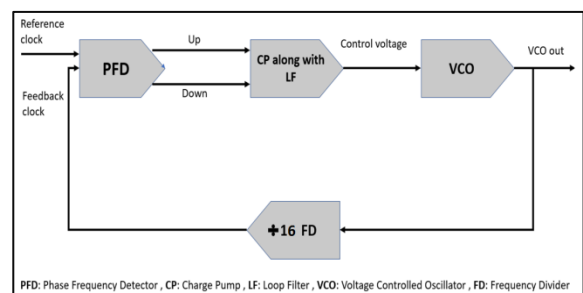 Reference
clock
Up
PFD
Down
Feedback
clock
CP along with
LF
Control voltage
VCO
VCO out
+16 FD
PFD: Phase Frequency Detector , CP: Charge Pump , LF: Loop Filter , VCO: Voltage Controlled Oscillator , FD: Frequency Divider